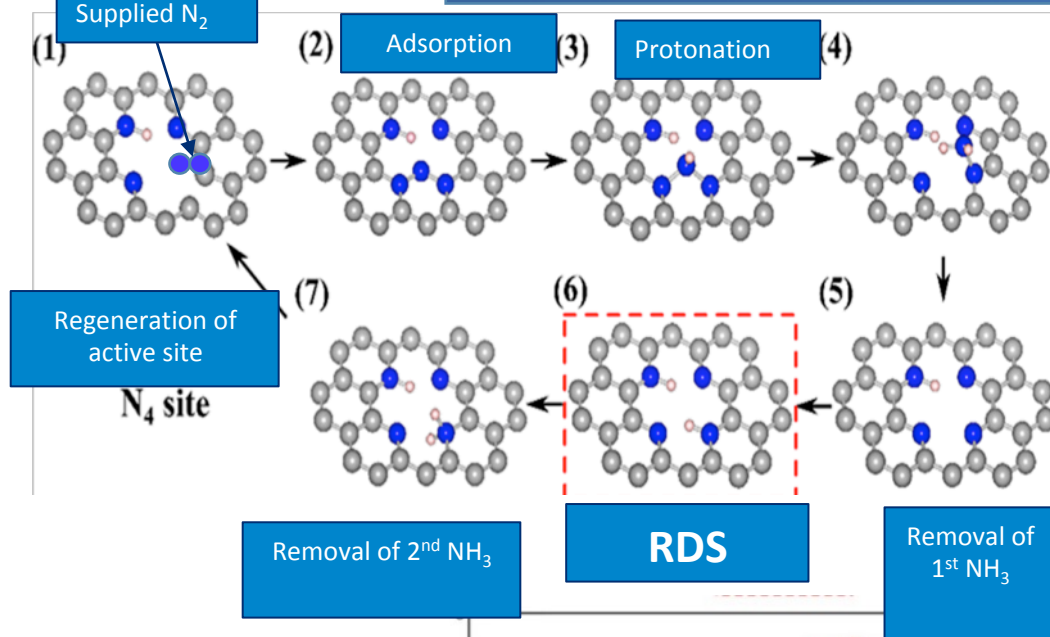 Supplied N₂
(1)
(2)
Adsorption
(3)
Protonation
(4)
Regeneration of
active site
N₄ site
(7)
(6)
(5)
Removal of 2ⁿᵈ NH₃
RDS
Removal of
1ˢᵗ NH₃